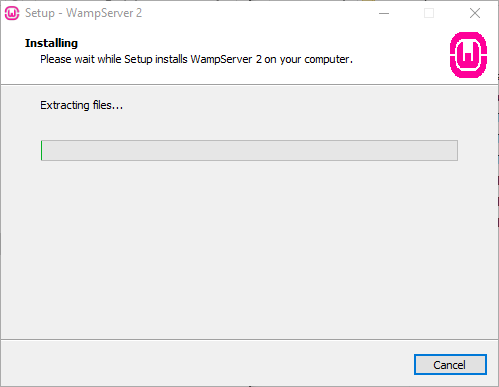 Setup - WampServer 2
Installing
Please wait while Setup installs WampServer 2 on your computer.
W
Extracting files...
Cancel